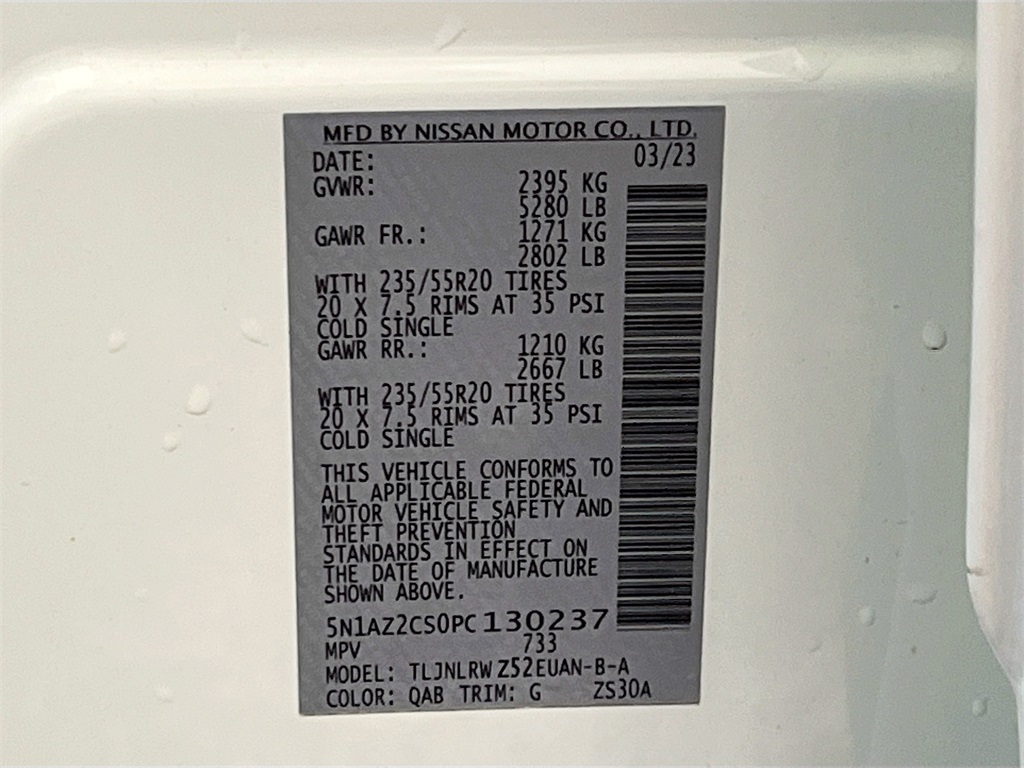 MFD BY NISSAN MOTOR CO., LTD.
DATE: 03/23
GVWR: 2395 KG
5280 LB
GAWR FR.: 1271 KG
2802 LB
WITH 235/55R20 TIRES
20 X 7.5 RIMS AT 35 PSI
COLD SINGLE
GAWR RR.: 1210 KG
2667 LB
WITH 235/55R20 TIRES
20 X 7.5 RIMS AT 35 PSI
COLD SINGLE
THIS VEHICLE CONFORMS TO
ALL APPLICABLE FEDERAL
MOTOR VEHICLE SAFETY AND
THEFT PREVENTION
STANDARDS IN EFFECT ON
THE DATE OF MANUFACTURE
SHOWN ABOVE.
5N1AZ2CS0PC130237
MPV 733
MODEL: TLJNLRW Z52EUAN-B-A
COLOR: QAB TRIM: G ZS30A